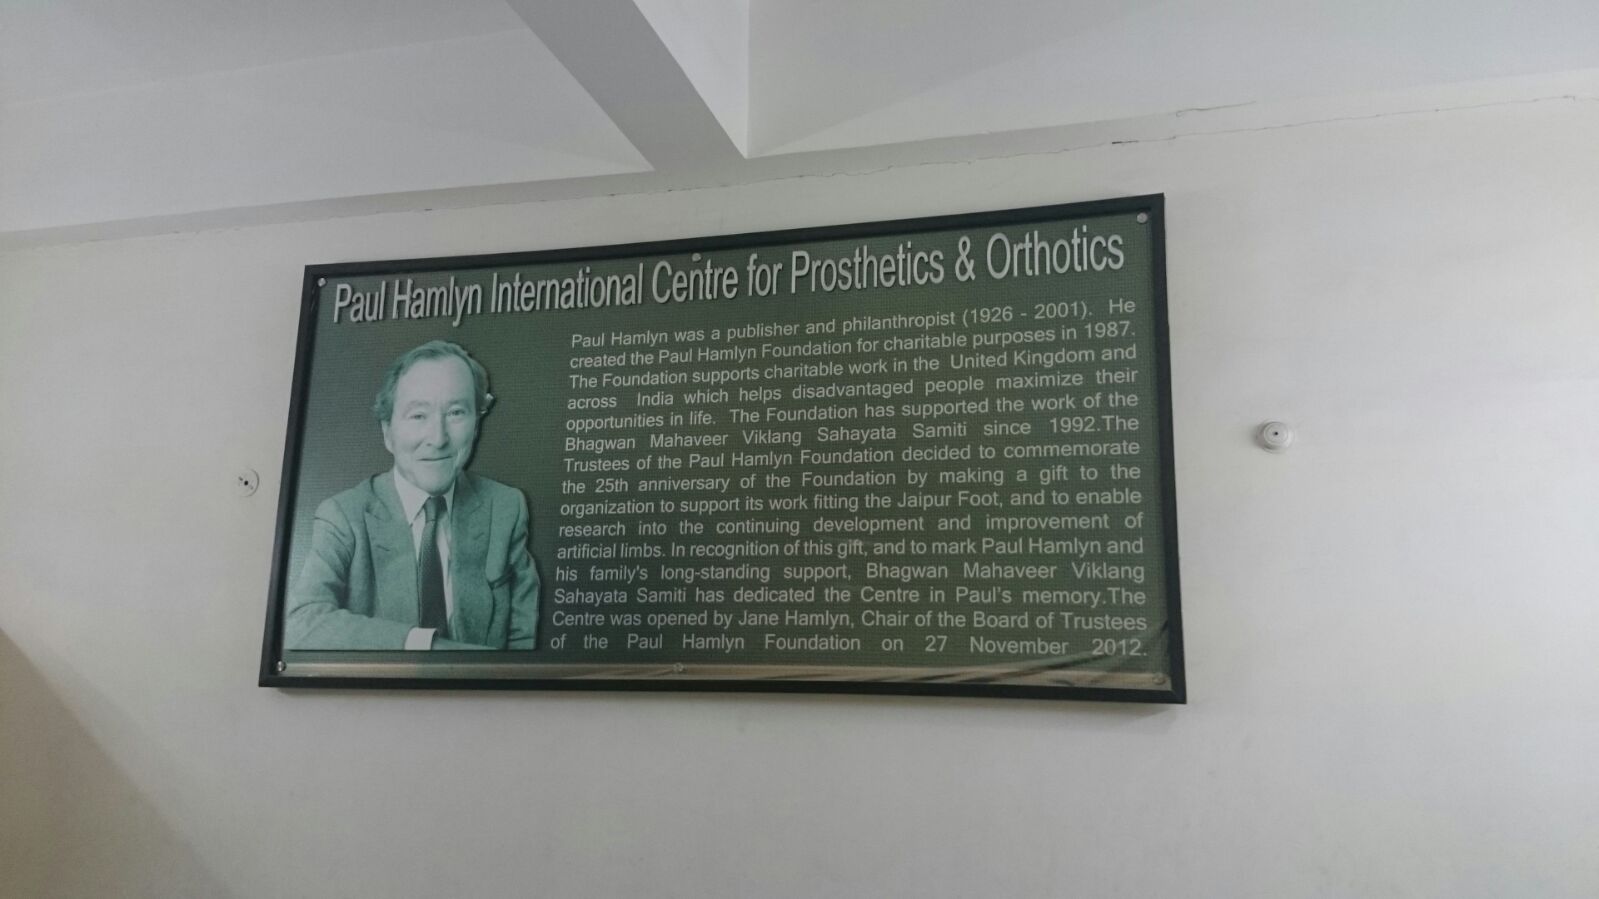 Paul Hamlyn International Centre for Prosthetics & Orthotics
Paul Hamlyn was a publisher and philanthropist (1926 - 2001). He
created the Paul Hamlyn Foundation for charitable purposes in 1987.
The Foundation supports charitable work in the United Kingdom and
across India which helps disadvantaged people maximize their
opportunities in life. The Foundation has supported the work of the
Bhagwan Mahaveer Viklang Sahayata Samiti since 1992.The
Trustees of the Paul Hamlyn Foundation decided to commemorate
the 25th anniversary of the Foundation by making a gift to the
organization to support its work fitting the Jaipur Foot, and to enable
research into the continuing development and improvement of
artificial limbs. In recognition of this gift, and to mark Paul Hamlyn and
his family's long-standing support, Bhagwan Mahaveer Viklang
Sahayata Samiti has dedicated the Centre in Paul's memory.The
Centre was opened by Jane Hamlyn, Chair of the Board of Trustees
of the Paul Hamlyn Foundation on 27 November 2012.